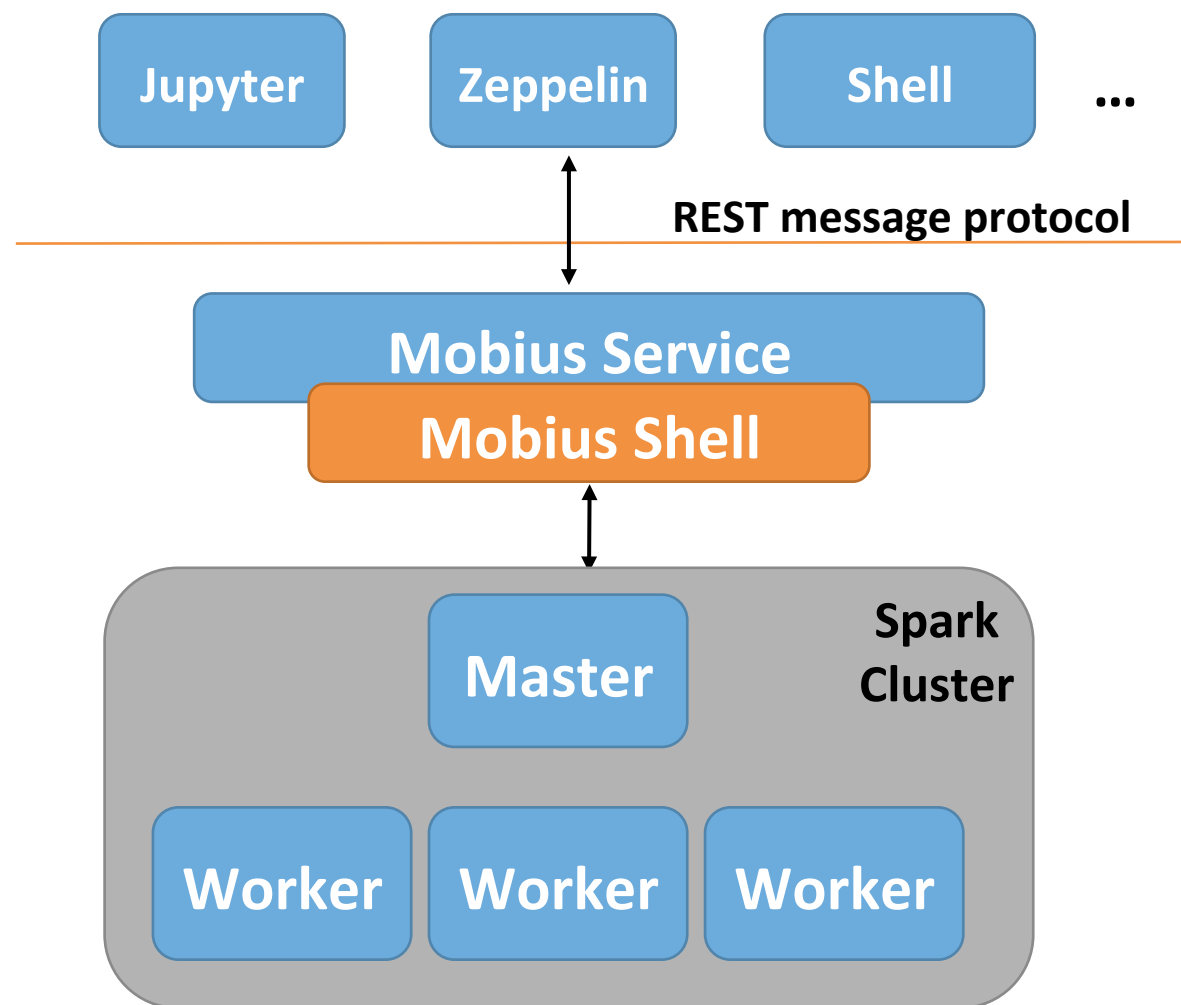 Jupyter
Zeppelin
Shell
...
REST message protocol
Mobius Service
Mobius Shell
Spark
Cluster
Master
Worker
Worker
Worker